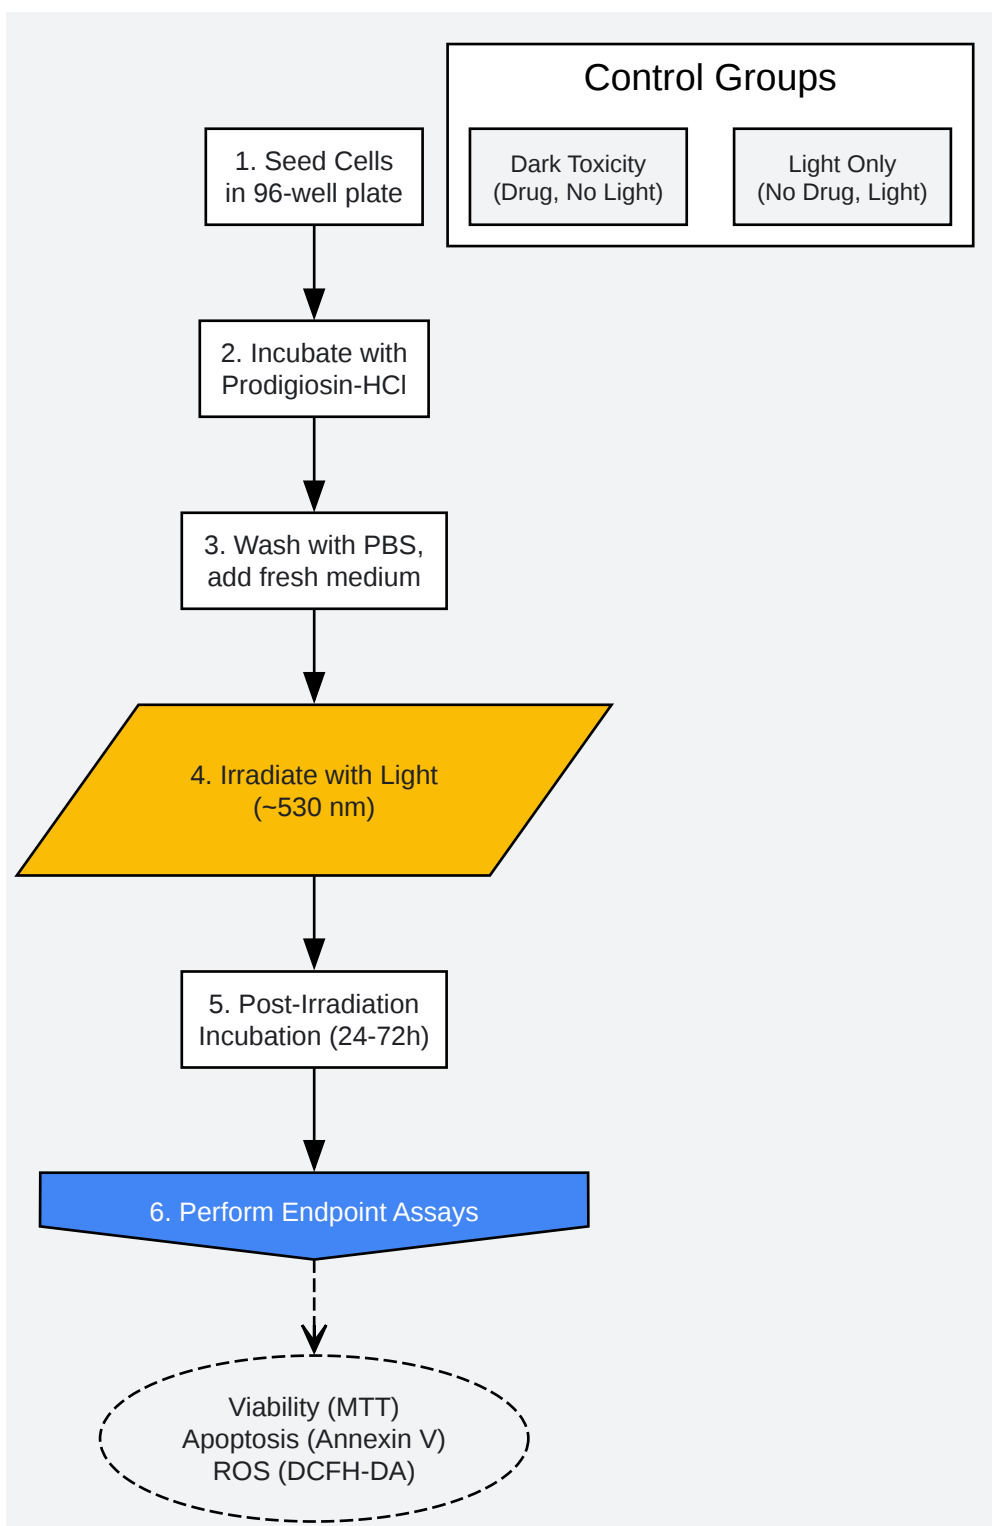 Control Groups
Dark Toxicity
(Drug, No Light)
Light Only
(No Drug, Light)
1. Seed Cells
in 96-well plate
2. Incubate with
Prodigiosin-HCl
3. Wash with PBS,
add fresh medium
4. Irradiate with Light
(~530 nm)
5. Post-Irradiation
Incubation (24-72h)
6. Perform Endpoint Assays
Viability (MTT)
Apoptosis (Annexin V)
ROS (DCFH-DA)